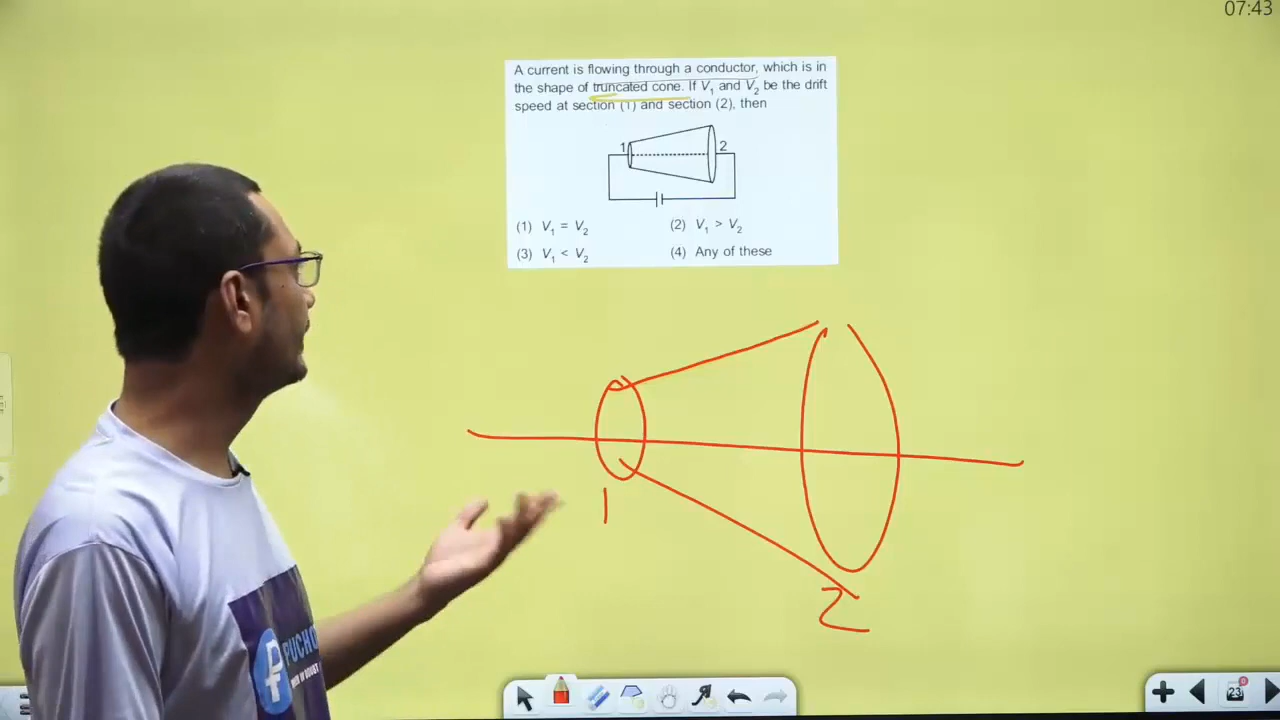 07:43
A current is flowing through a conductor, which is in
the shape of truncated cone. If V₁ and V₂ be the drift
speed at section (1) and section (2), then
1 2
(1) V₁ = V₂ (2) V₁ > V₂
(3) V₁ < V₂ (4) Any of these
1
2
PUCHO
23